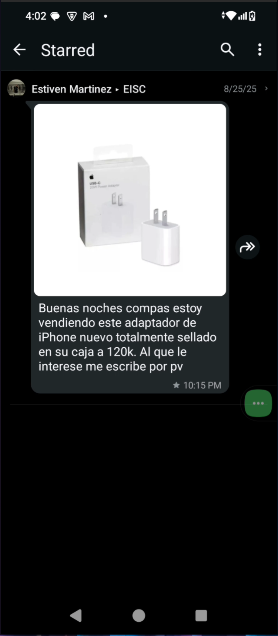 4:02
Starred
Estiven Martinez ▸ EISC
8/25/25
USB-C
Buenas noches compas estoy
vendiendo este adaptador de
iPhone nuevo totalmente sellado
en su caja a 120k. Al que le
interese me escribe por pv
10:15 PM